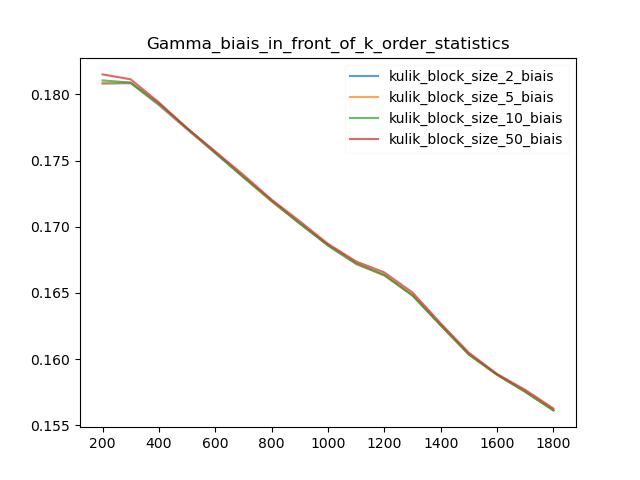 Gamma_biais_in_front_of_k_order_statistics
kulik_block_size_2_biais
kulik_block_size_5_biais
kulik_block_size_10_biais
kulik_block_size_50_biais
0.180
0.175
0.170
0.165
0.160
0.155
200 400 600 800 1000 1200 1400 1600 1800